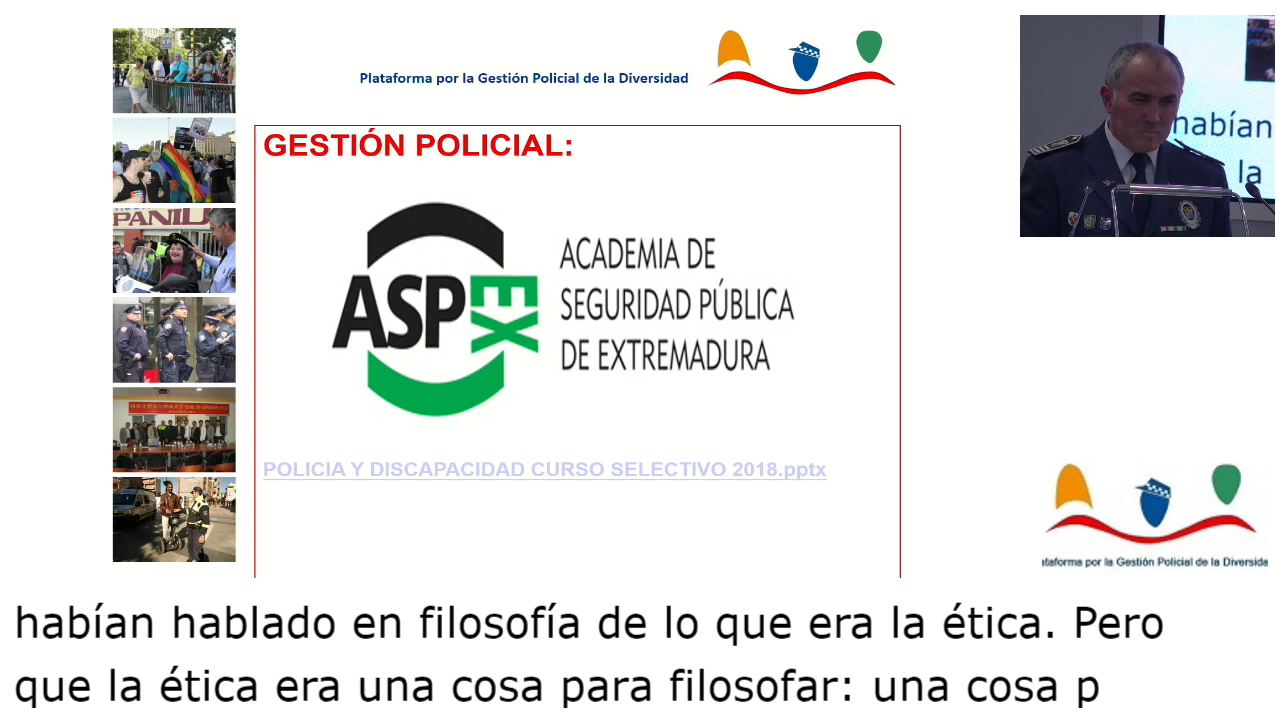 Plataforma por la Gestión Policial de la Diversidad
GESTIÓN POLICIAL:
ASPEX
ACADEMIA DE
SEGURIDAD PÚBLICA
DE EXTREMADURA
POLICIA Y DISCAPACIDAD CURSO SELECTIVO 2018.pptx
PANIL
habían
la
ataforma por la Gestión Policial de la Diversida
habían hablado en filosofía de lo que era la ética. Pero
que la ética era una cosa para filosofar: una cosa p